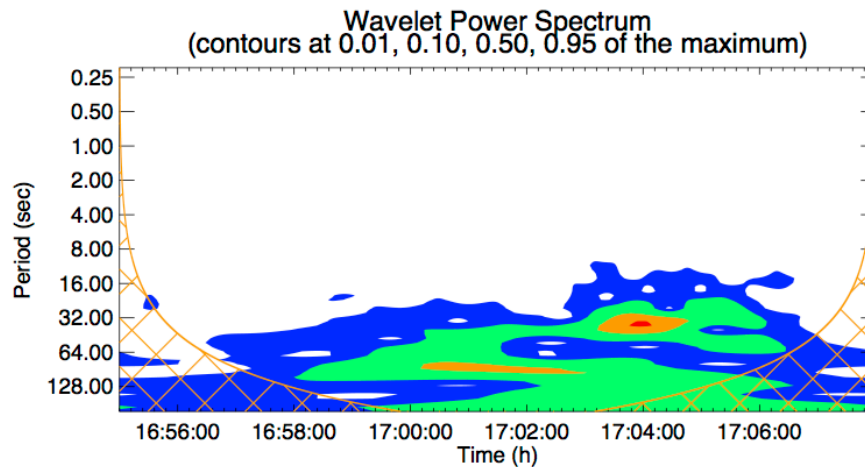 Wavelet Power Spectrum
(contours at 0.01, 0.10, 0.50, 0.95 of the maximum)
Period (sec)
0.25
0.50
1.00
2.00
4.00
8.00
16.00
32.00
64.00
128.00
16:56:00 16:58:00 17:00:00 17:02:00 17:04:00 17:06:00
Time (h)